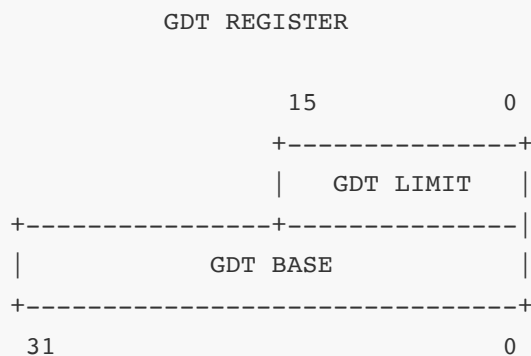 GDT REGISTER
15 0
GDT LIMIT
GDT BASE
31 0